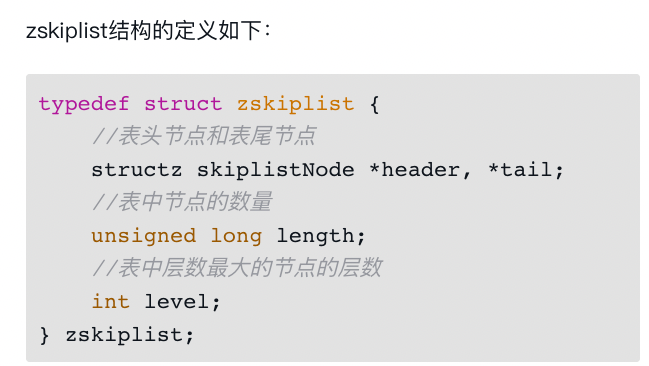 zskiplist结构的定义如下：
typedef struct zskiplist {
//表头节点和表尾节点
structz skiplistNode *header, *tail;
//表中节点的数量
unsigned long length;
//表中层数最大的节点的层数
int level;
} zskiplist;